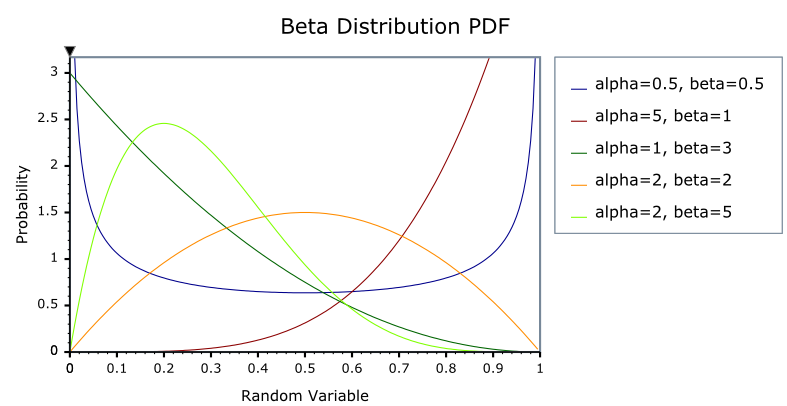 Beta Distribution PDF
alpha=0.5, beta=0.5
alpha=5, beta=1
alpha=1, beta=3
alpha=2, beta=2
alpha=2, beta=5
Probability
3
2.5
2
1.5
1
0.5
0
0 0.1 0.2 0.3 0.4 0.5 0.6 0.7 0.8 0.9 1
Random Variable